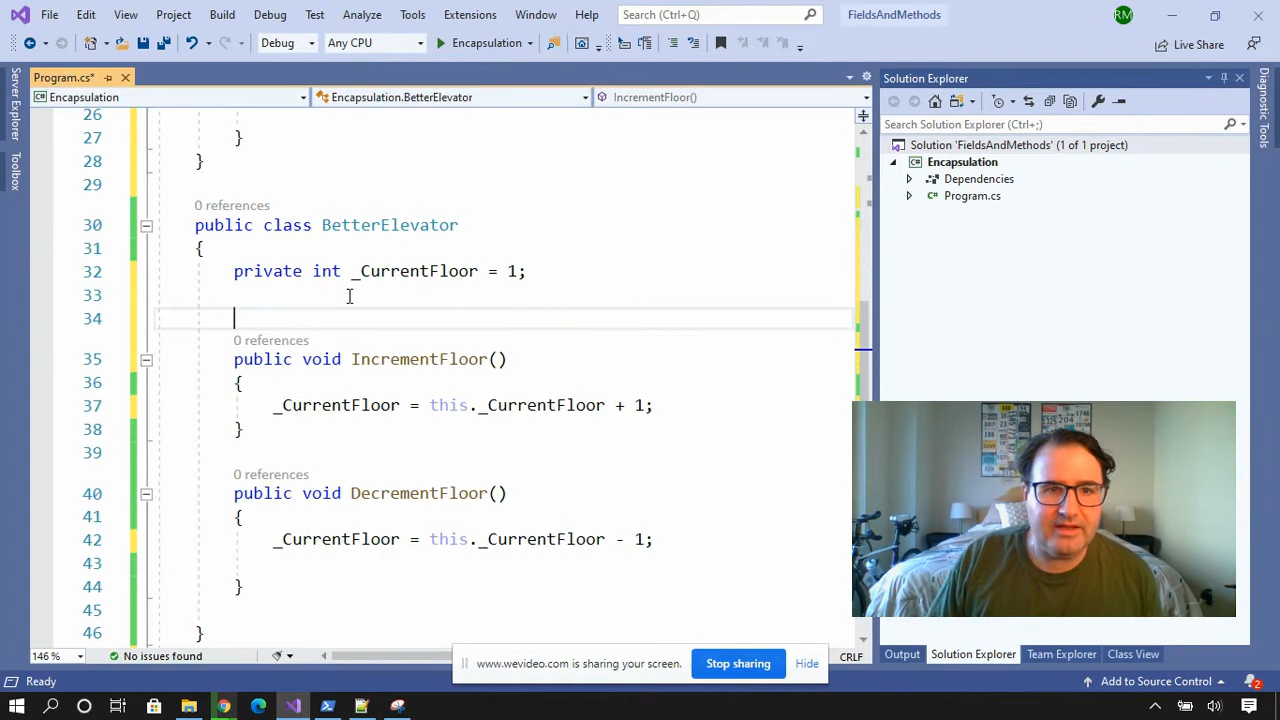 File Edit View Project Build Debug Test Analyze Tools Extensions Window Help Search (Ctrl+Q) FieldsAndMethods RM
Debug Any CPU Encapsulation Live Share
Server Explorer
Toolbox
Program.cs*
Encapsulation Encapsulation.BetterElevator IncrementFloor()
26
27 }
28 }
29
0 references
30 public class BetterElevator
31 {
32 private int _CurrentFloor = 1;
33
34
0 references
35 public void IncrementFloor()
36 {
37 _CurrentFloor = this._CurrentFloor + 1;
38 }
39
0 references
40 public void DecrementFloor()
41 {
42 _CurrentFloor = this._CurrentFloor - 1;
43
44 }
45
46 }
146 % No issues found CRLF
Solution Explorer
Search Solution Explorer (Ctrl+;)
Solution 'FieldsAndMethods' (1 of 1 project)
Encapsulation
Dependencies
Program.cs
Diagnostic Tools
Output Solution Explorer Team Explorer Class View
www.wevideo.com is sharing your screen. Stop sharing Hide
Ready Add to Source Control 2